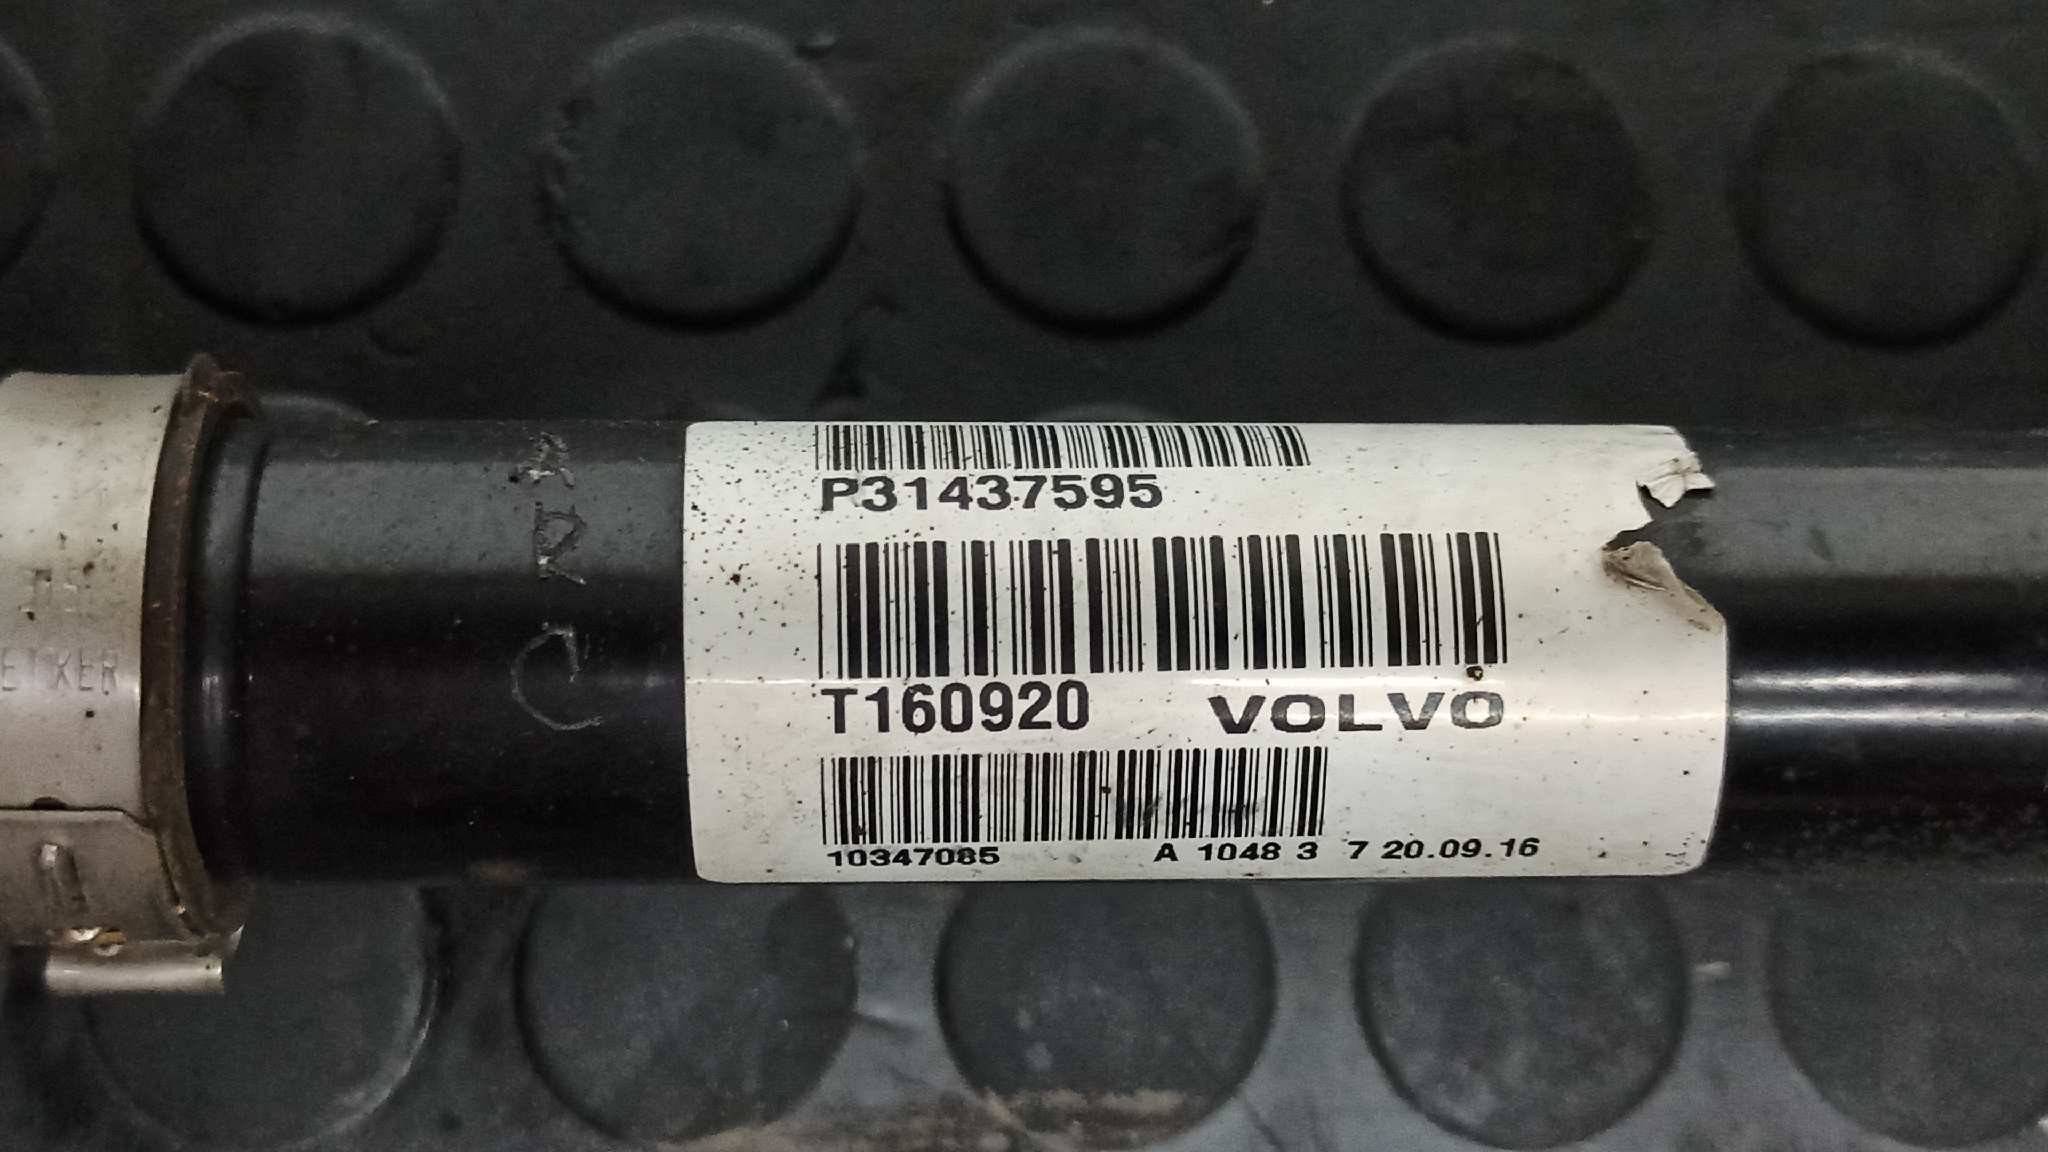 P31437595
T160920 VOLVO
10347085 A 1048 3 7 20.09.16